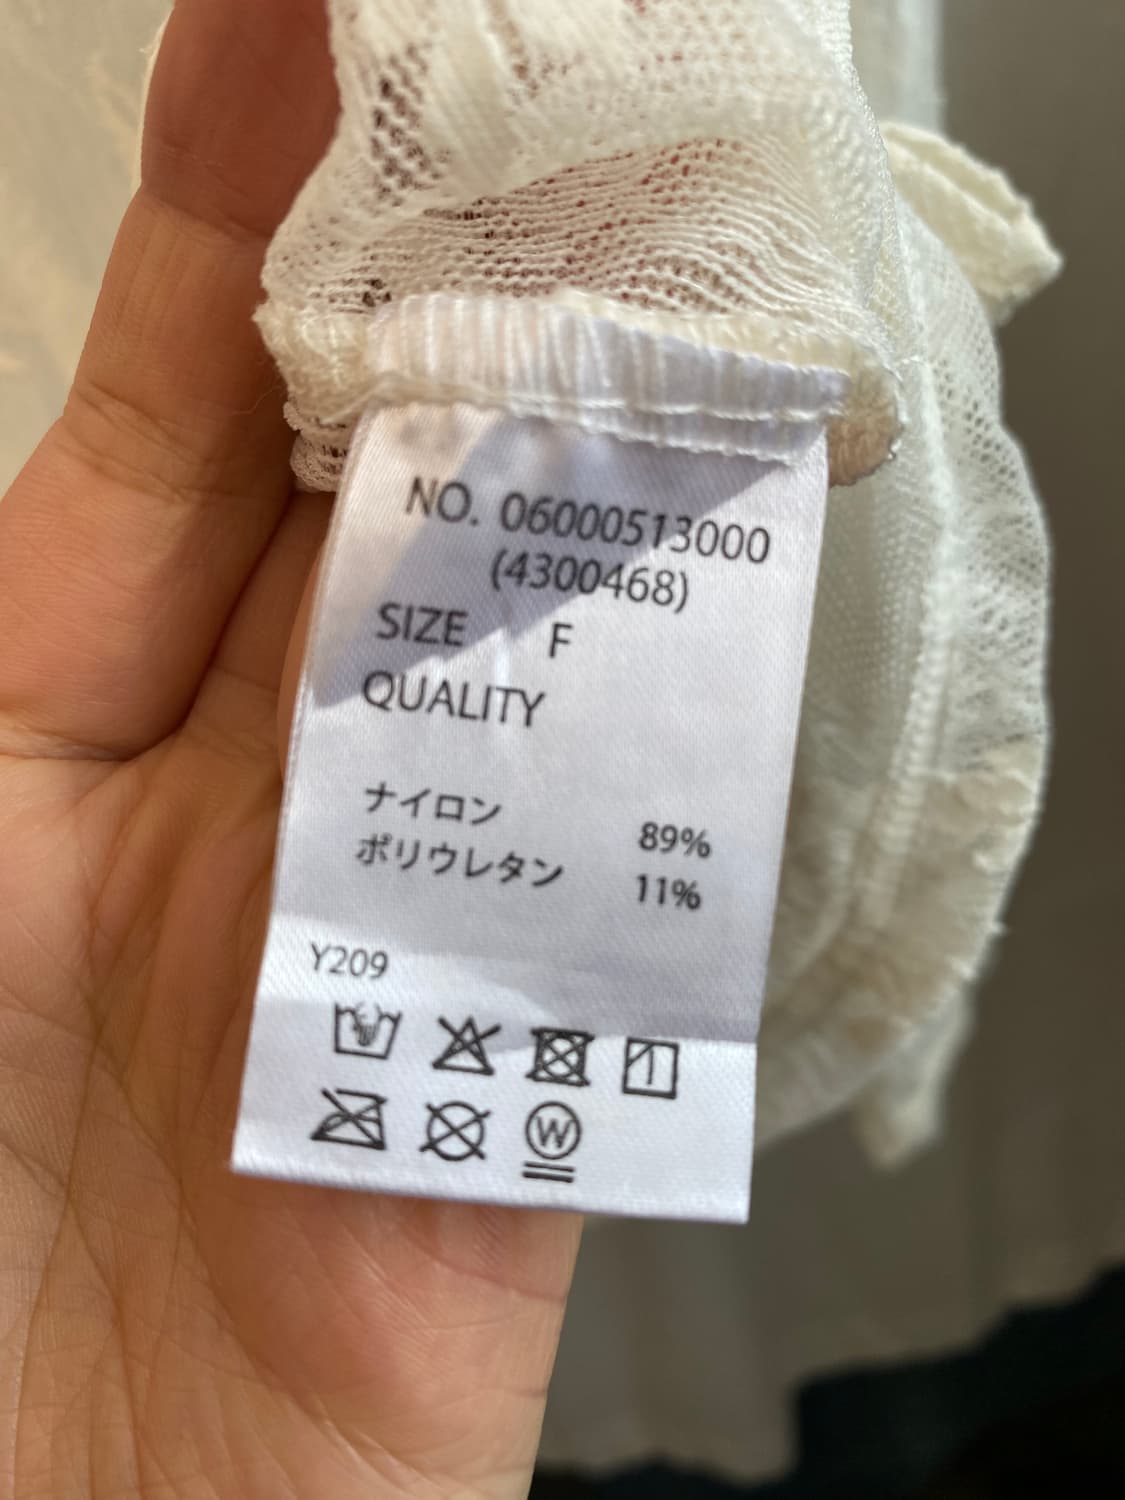 NO. 06000513000
(4300468)
SIZE F
QUALITY
ナイロン 89%
ポリウレタン 11%
Y209
W